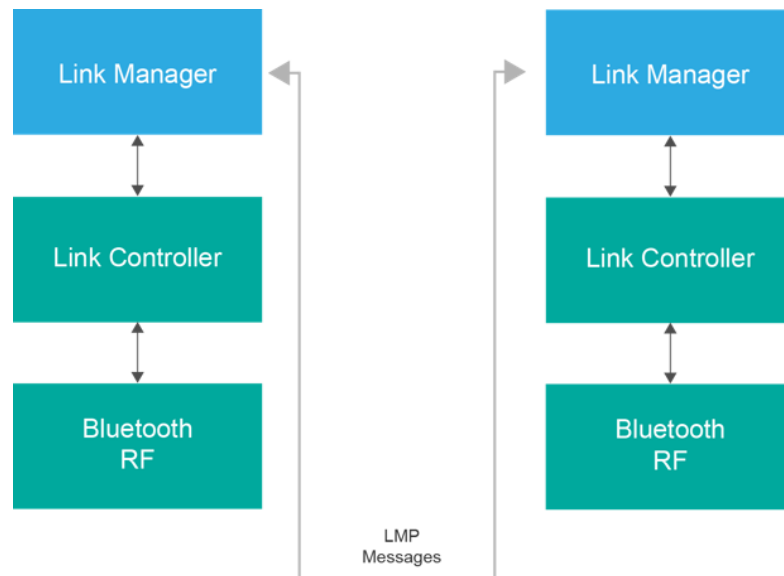 Link Manager
Link Manager
Link Controller
Link Controller
Bluetooth
RF
Bluetooth
RF
LMP
Messages